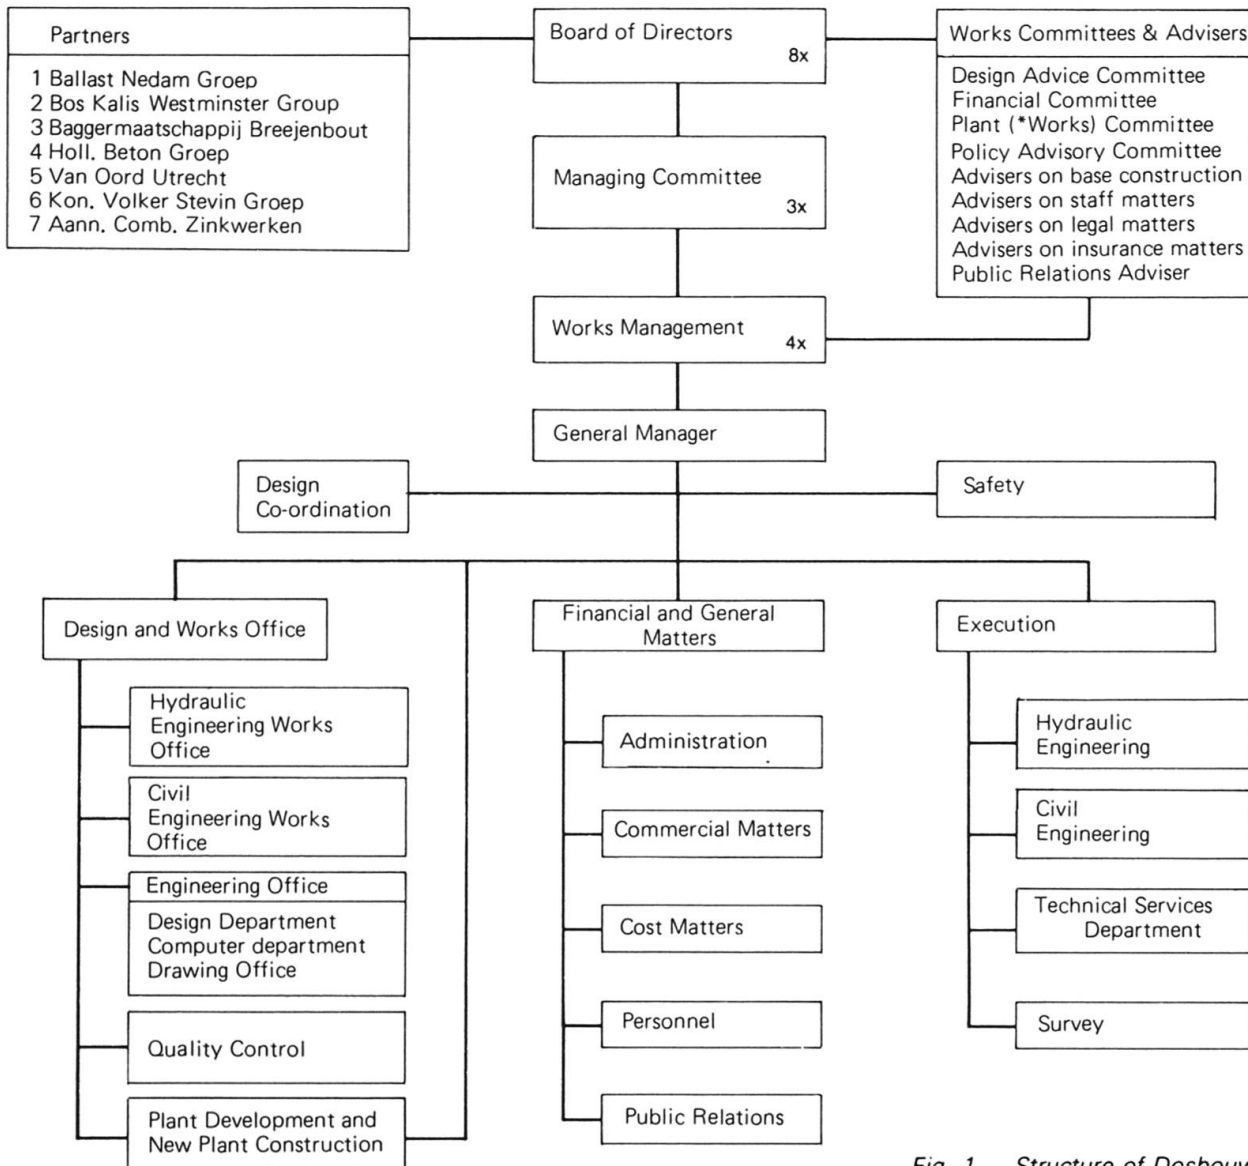 Partners
1 Ballast Nedam Groep
2 Bos Kalis Westminster Group
3 Baggermaatschappij Breejenbout
4 Holl. Beton Groep
5 Van Oord Utrecht
6 Kon. Volker Stevin Groep
7 Aann. Comb. Zinkwerken
Board of Directors
8x
Works Committees & Advisers
Design Advice Committee
Financial Committee
Plant (*Works) Committee
Policy Advisory Committee
Advisers on base construction
Advisers on staff matters
Advisers on legal matters
Advisers on insurance matters
Public Relations Adviser
Managing Committee
3x
Works Management
4x
General Manager
Design
Co-ordination
Safety
Design and Works Office
Hydraulic
Engineering Works
Office
Civil
Engineering Works
Office
Engineering Office
Design Department
Computer department
Drawing Office
Quality Control
Plant Development and
New Plant Construction
Financial and General
Matters
Administration
Commercial Matters
Cost Matters
Personnel
Public Relations
Execution
Hydraulic
Engineering
Civil
Engineering
Technical Services
Department
Survey
Fig. 1 Structure of Dosbouw